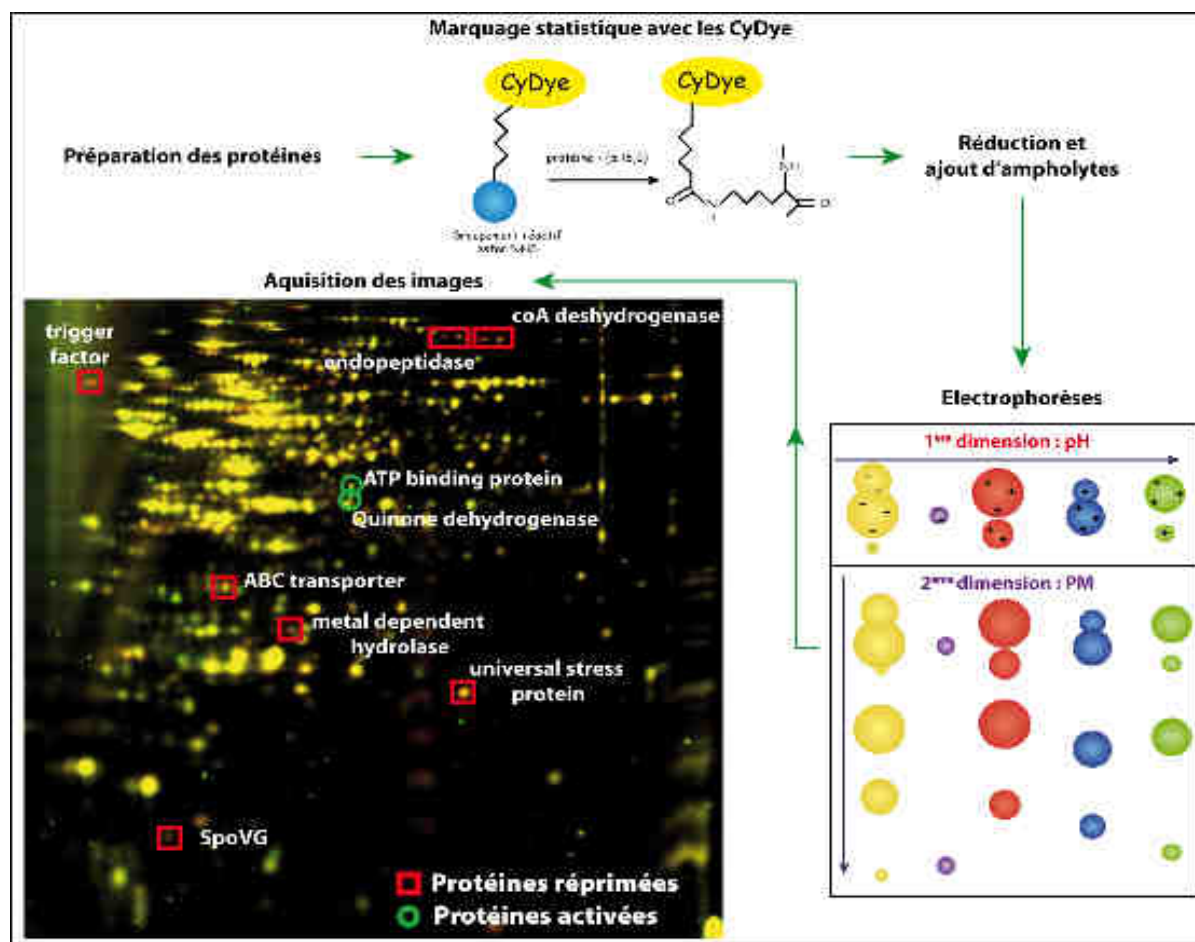 Marquage statistique avec les CyDye
CyDye
CyDye
Préparation des protéines
Réduction et
ajout d'ampholytes
Aquisition des images
trigger
factor
coA deshydrogenase
endopeptidase
ATP binding protein
Quinone dehydrogenase
ABC transporter
metal dependent
hydrolase
universal stress
protein
SpoVG
Protéines réprimées
Protéines activées
Electrophorèses
1ère dimension : pH
2ème dimension : PM